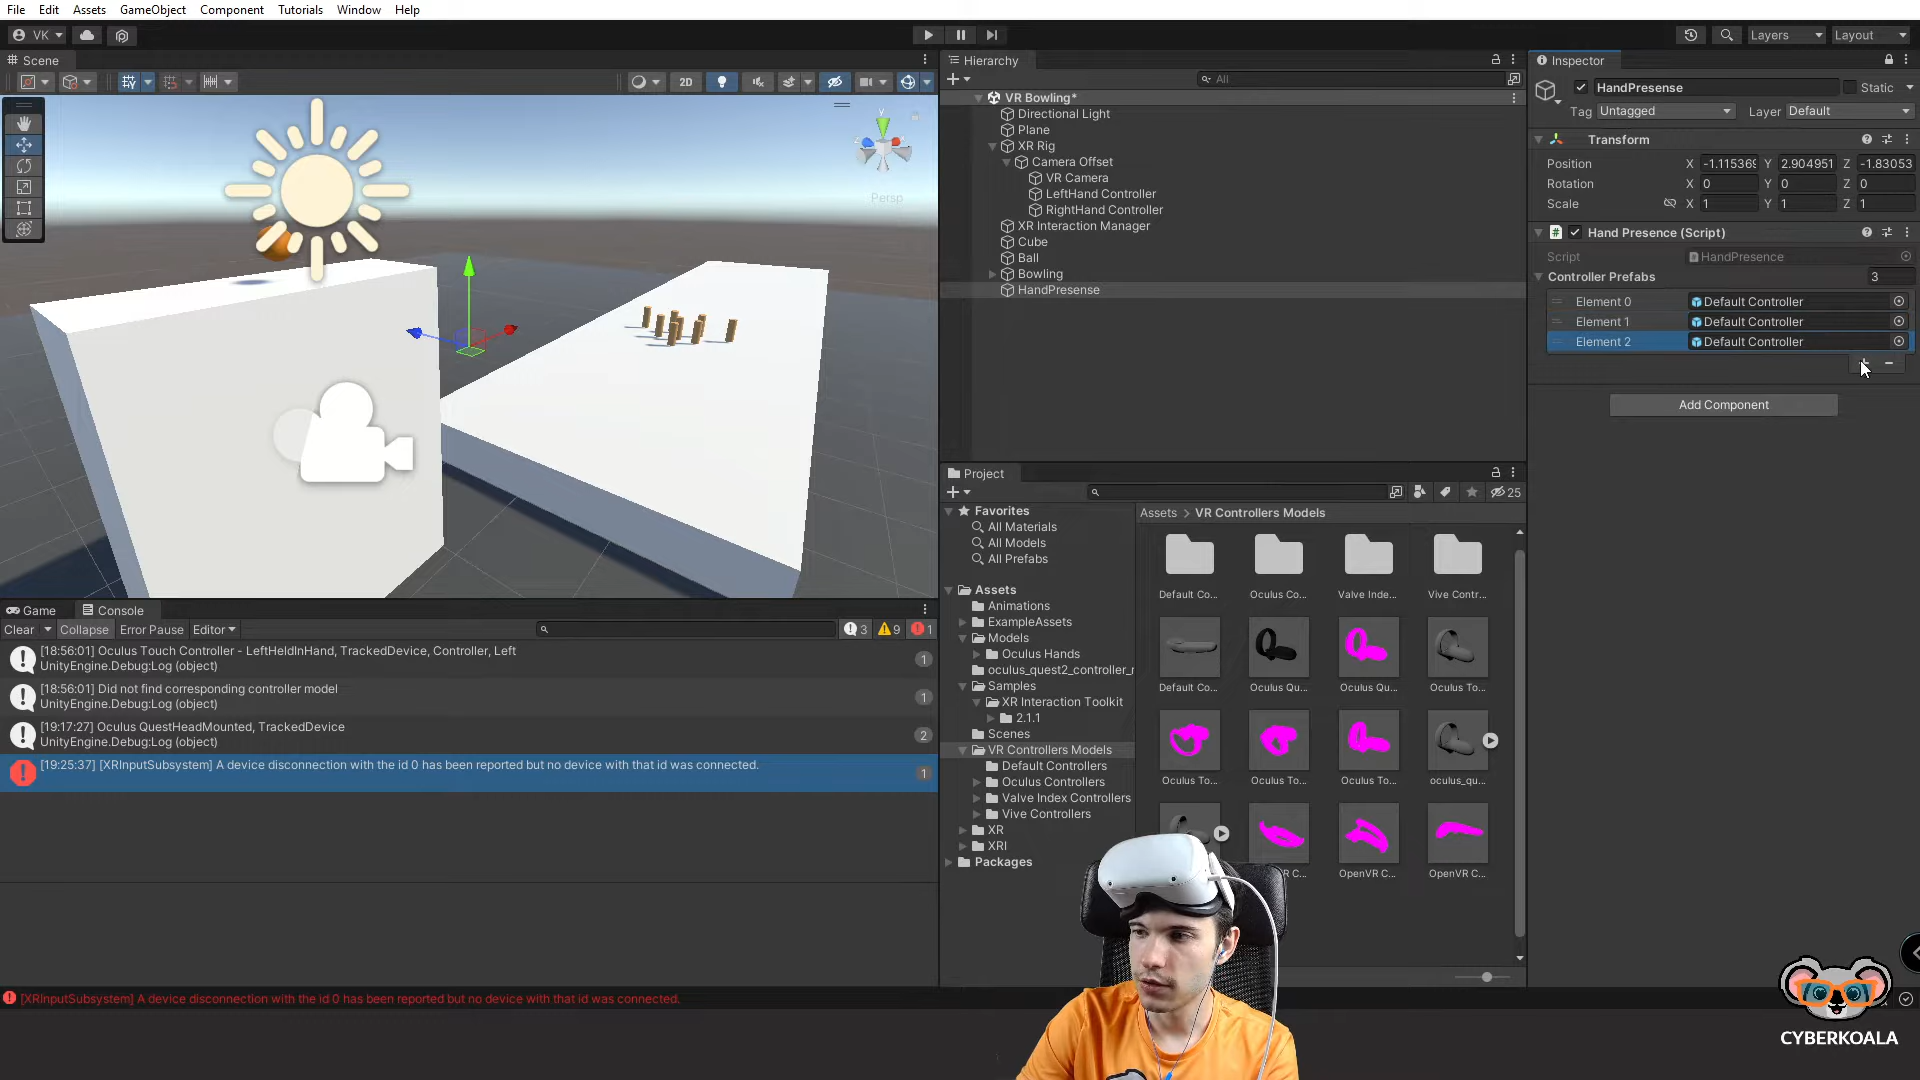 File Edit Assets GameObject Component Tutorials Window Help
VK Layers Layout
Scene
2D
y
Persp
Hierarchy
All
VR Bowling*
Directional Light
Plane
XR Rig
Camera Offset
VR Camera
LeftHand Controller
RightHand Controller
XR Interaction Manager
Cube
Ball
Bowling
HandPresense
Inspector
HandPresense Static
Tag Untagged Layer Default
Transform
Position X -1.115369 Y 2.904951 Z -1.83053
Rotation X 0 Y 0 Z 0
Scale X 1 Y 1 Z 1
# Hand Presence (Script)
Script HandPresence
Controller Prefabs 3
Element 0 Default Controller
Element 1 Default Controller
Element 2 Default Controller
Add Component
Game Console
Clear Collapse Error Pause Editor 3 9 1
[18:56:01] Oculus Touch Controller - LeftHeldInHand, TrackedDevice, Controller, Left
UnityEngine.Debug:Log (object) 1
[18:56:01] Did not find corresponding controller model
UnityEngine.Debug:Log (object) 1
[19:17:27] Oculus QuestHeadMounted, TrackedDevice
UnityEngine.Debug:Log (object) 2
[19:25:37] [XRInputSubsystem] A device disconnection with the id 0 has been reported but no device with that id was connected. 1
[XRInputSubsystem] A device disconnection with the id 0 has been reported but no device with that id was connected.
Project
25
Favorites
All Materials
All Models
All Prefabs
Assets
Animations
ExampleAssets
Models
Oculus Hands
oculus_quest2_controller_r
Samples
XR Interaction Toolkit
2.1.1
Scenes
VR Controllers Models
Default Controllers
Oculus Controllers
Valve Index Controllers
Vive Controllers
XR
XRI
Packages
Assets > VR Controllers Models
Default Co... Oculus Co... Valve Inde... Vive Contr...
Default Co... Oculus Qu... Oculus Qu... Oculus To...
Oculus To... Oculus To... Oculus To... oculus_qu...
R C... OpenVR C... OpenVR C...
CYBERKOALA